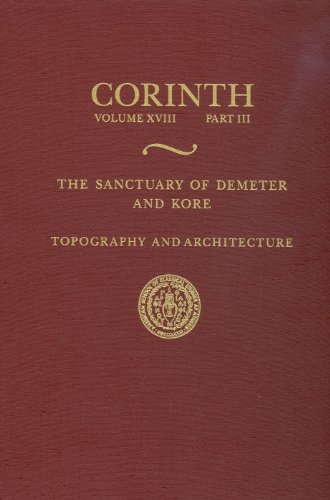 CORINTH
VOLUME XVIII PART III
THE SANCTUARY OF DEMETER
AND KORE
TOPOGRAPHY AND ARCHITECTURE